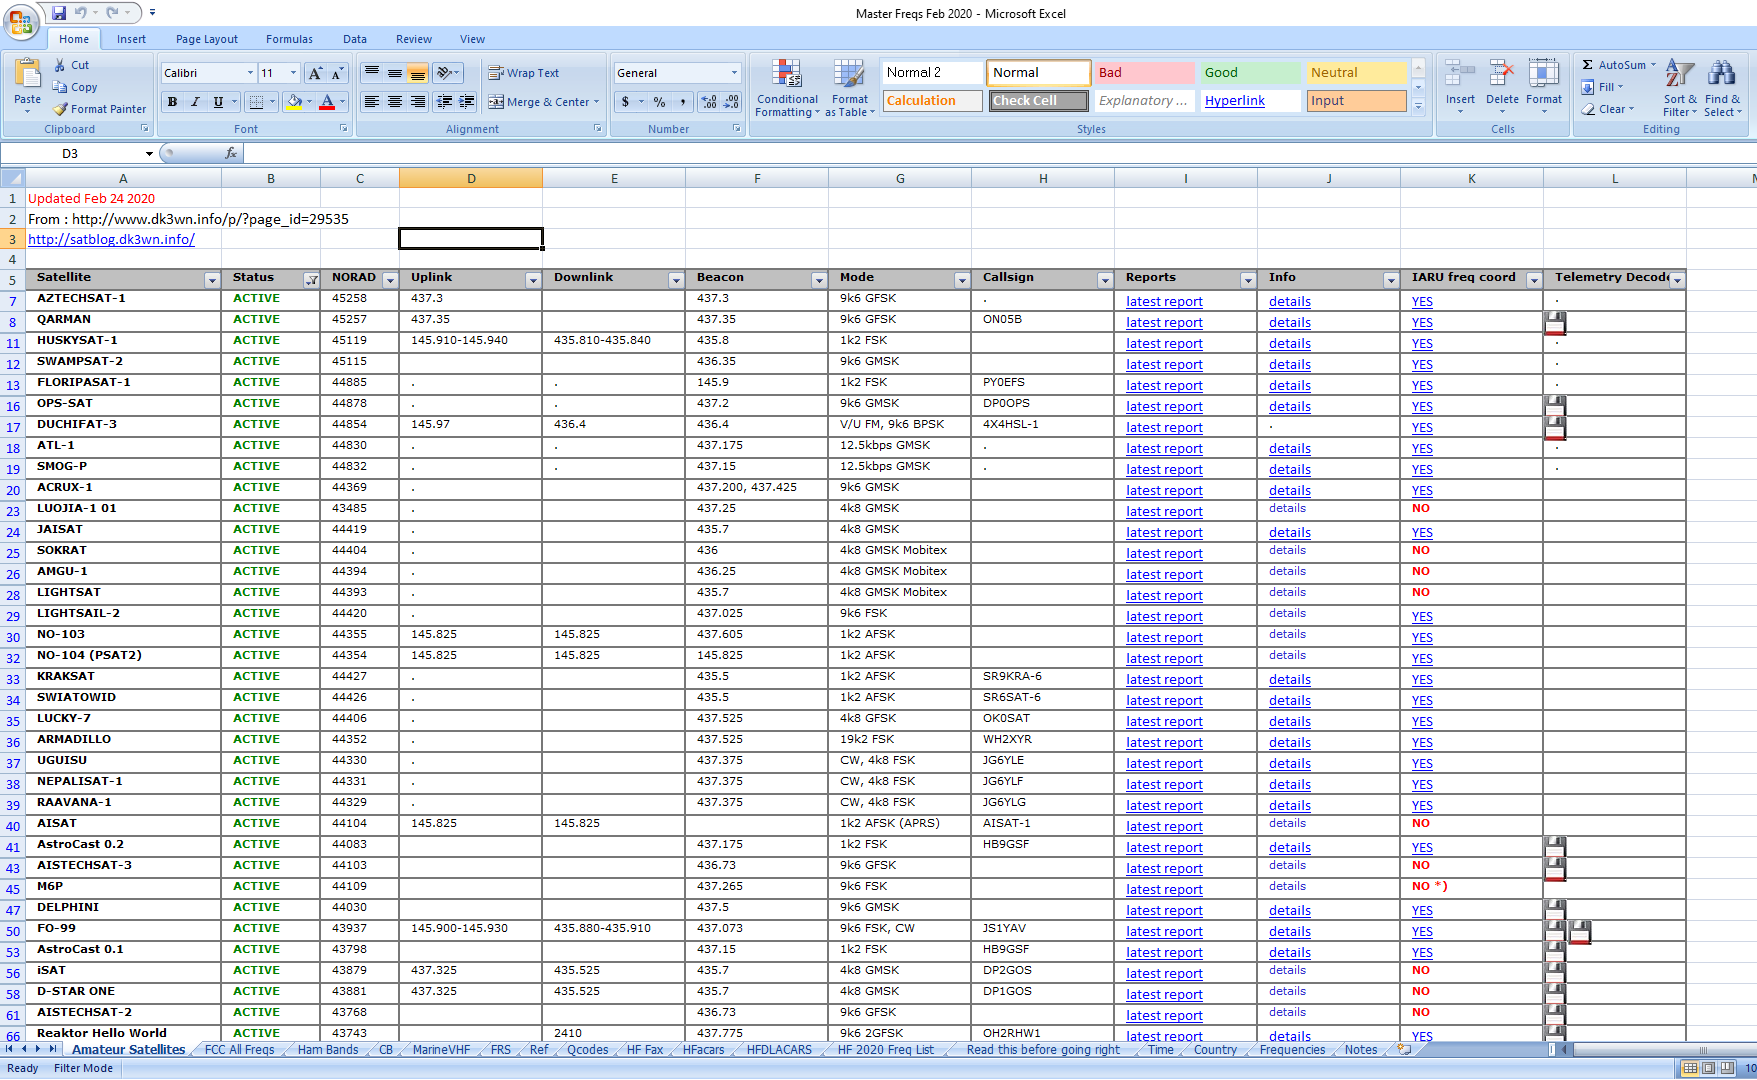 Master Freqs Feb 2020 - Microsoft Excel
Home Insert Page Layout Formulas Data Review View
Paste Cut Copy Format Painter Clipboard
Calibri 11 A A B I U A Font
Wrap Text Merge & Center Alignment
General $ % , Number
Conditional Formatting Format as Table
Normal 2 Normal Bad Good Neutral
Calculation Check Cell Explanatory ... Hyperlink Input
Styles
Insert Delete Format Cells
Σ AutoSum Fill Clear Sort & Filter Find & Select Editing
D3 fx
A B C D E F G H I J K L
1 Updated Feb 24 2020
2 From : http://www.dk3wn.info/p/?page_id=29535
3 http://satblog.dk3wn.info/
4
5 Satellite Status NORAD Uplink Downlink Beacon Mode Callsign Reports Info IARU freq coord Telemetry Decode
7 AZTECHSAT-1 ACTIVE 45258 437.3 437.3 9k6 GFSK . latest report details YES .
8 QARMAN ACTIVE 45257 437.35 437.35 9k6 GFSK ON05B latest report details YES
11 HUSKYSAT-1 ACTIVE 45119 145.910-145.940 435.810-435.840 435.8 1k2 FSK latest report details YES .
12 SWAMPSAT-2 ACTIVE 45115 436.35 9k6 GMSK latest report details YES .
13 FLORIPASAT-1 ACTIVE 44885 . . 145.9 1k2 FSK PY0EFS latest report details YES .
16 OPS-SAT ACTIVE 44878 . . 437.2 9k6 GMSK DP0OPS latest report details YES
17 DUCHIFAT-3 ACTIVE 44854 145.97 436.4 436.4 V/U FM, 9k6 BPSK 4X4HSL-1 latest report . YES
18 ATL-1 ACTIVE 44830 . . 437.175 12.5kbps GMSK . latest report details YES .
19 SMOG-P ACTIVE 44832 . . 437.15 12.5kbps GMSK . latest report details YES .
20 ACRUX-1 ACTIVE 44369 . 437.200, 437.425 9k6 GMSK latest report details YES
23 LUOJIA-1 01 ACTIVE 43485 . 437.25 4k8 GMSK latest report details NO
24 JAISAT ACTIVE 44419 . 435.7 4k8 GMSK latest report details YES
25 SOKRAT ACTIVE 44404 . 436 4k8 GMSK Mobitex latest report details NO
26 AMGU-1 ACTIVE 44394 . 436.25 4k8 GMSK Mobitex latest report details NO
28 LIGHTSAT ACTIVE 44393 . 435.7 4k8 GMSK Mobitex latest report details NO
29 LIGHTSAIL-2 ACTIVE 44420 . 437.025 9k6 FSK latest report details YES
30 NO-103 ACTIVE 44355 145.825 145.825 437.605 1k2 AFSK latest report details YES
32 NO-104 (PSAT2) ACTIVE 44354 145.825 145.825 145.825 1k2 AFSK latest report details YES
33 KRAKSAT ACTIVE 44427 . 435.5 1k2 AFSK SR9KRA-6 latest report details YES
34 SWIATOWID ACTIVE 44426 . 435.5 1k2 AFSK SR6SAT-6 latest report details YES
35 LUCKY-7 ACTIVE 44406 . 437.525 4k8 GFSK OK0SAT latest report details YES
36 ARMADILLO ACTIVE 44352 . 437.525 19k2 FSK WH2XYR latest report details YES
37 UGUISU ACTIVE 44330 . 437.375 CW, 4k8 FSK JG6YLE latest report details YES
38 NEPALISAT-1 ACTIVE 44331 . 437.375 CW, 4k8 FSK JG6YLF latest report details YES
39 RAAVANA-1 ACTIVE 44329 . 437.375 CW, 4k8 FSK JG6YLG latest report details YES
40 AISAT ACTIVE 44104 145.825 145.825 1k2 AFSK (APRS) AISAT-1 latest report details NO
41 AstroCast 0.2 ACTIVE 44083 437.175 1k2 FSK HB9GSF latest report details YES
43 AISTECHSAT-3 ACTIVE 44103 436.73 9k6 GFSK latest report details NO
45 M6P ACTIVE 44109 437.265 9k6 FSK latest report details NO *)
47 DELPHINI ACTIVE 44030 437.5 9k6 GMSK latest report details YES
50 FO-99 ACTIVE 43937 145.900-145.930 435.880-435.910 437.073 9k6 FSK, CW JS1YAV latest report details YES
53 AstroCast 0.1 ACTIVE 43798 437.15 1k2 FSK HB9GSF latest report details YES
56 iSAT ACTIVE 43879 437.325 435.525 435.7 4k8 GMSK DP2GOS latest report details NO
58 D-STAR ONE ACTIVE 43881 437.325 435.525 435.7 4k8 GMSK DP1GOS latest report details NO
61 AISTECHSAT-2 ACTIVE 43768 436.73 9k6 GFSK latest report details NO
66 Reaktor Hello World ACTIVE 43743 2410 437.775 9k6 2GFSK OH2RHW1 latest report details YES
Amateur Satellites FCC All Freqs Ham Bands CB MarineVHF FRS Ref Qcodes HF Fax HFacars HFDLACARS HF 2020 Freq List Read this before going right Time Country Frequencies Notes
Ready Filter Mode 10